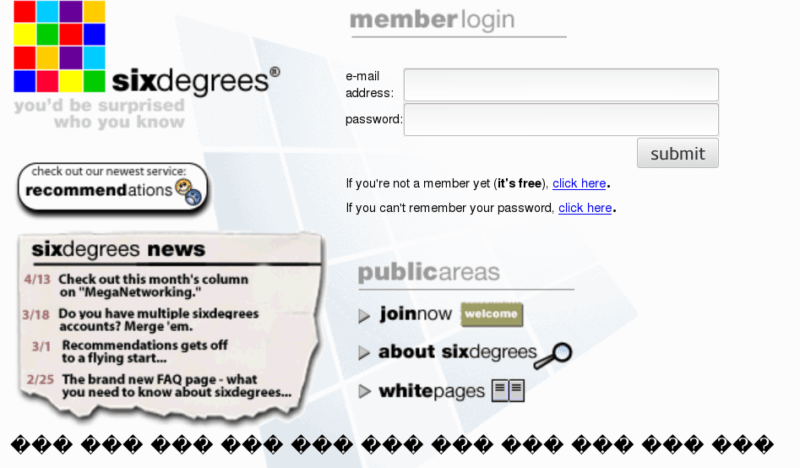 sixdegrees®
you'd be surprised
who you know
check out our newest service:
recommendations
sixdegrees news
4/13 Check out this month's column
on "MegaNetworking."
3/18 Do you have multiple sixdegrees
accounts? Merge 'em.
3/1 Recommendations gets off
to a flying start...
2/25 The brand new FAQ page - what
you need to know about sixdegrees...
memberlogin
e-mail
address:
password:
submit
If you're not a member yet (it's free), click here.
If you can't remember your password, click here.
publicareas
joinnow welcome
about sixdegrees
whitepages
��� ��� ��� ��� ��� ��� ��� ��� ��� ��� ���